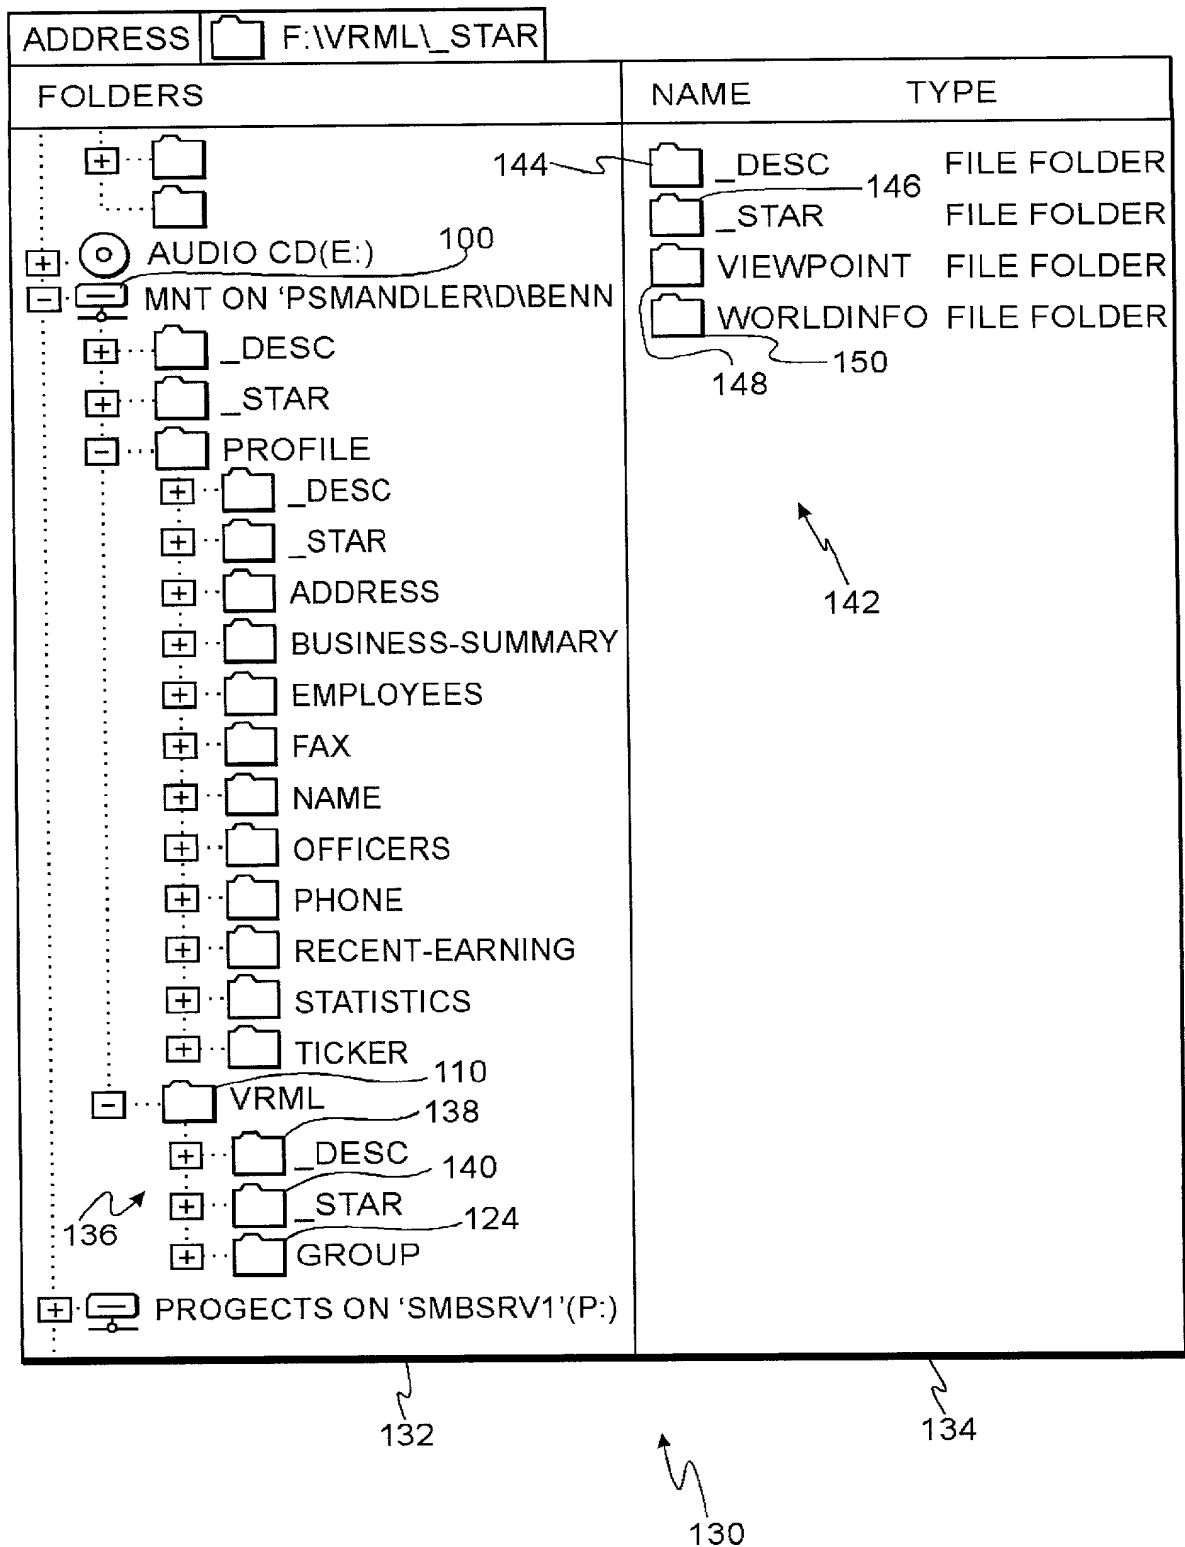 ADDRESS F:\VRML\_STAR
FOLDERS
NAME TYPE
144 _DESC FILE FOLDER
146
_STAR FILE FOLDER
VIEWPOINT FILE FOLDER
WORLDINFO FILE FOLDER
148
150
142
AUDIO CD(E:)
100
MNT ON 'PSMANDLER\D\BENN
_DESC
_STAR
PROFILE
_DESC
_STAR
ADDRESS
BUSINESS-SUMMARY
EMPLOYEES
FAX
NAME
OFFICERS
PHONE
RECENT-EARNING
STATISTICS
TICKER
110
VRML
138
_DESC
140
_STAR
136
124
GROUP
PROGECTS ON 'SMBSRV1'(P:)
132
134
130